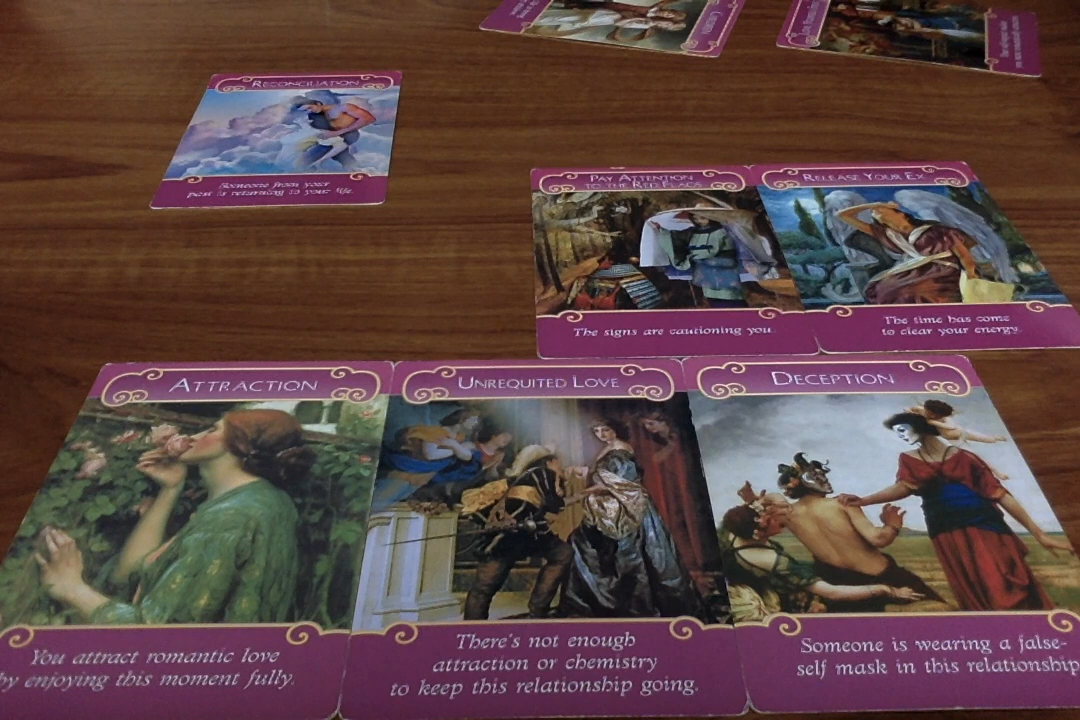 RECONCILIATION
Someone from your
past is returning to your life.
PAY ATTENTION
TO THE RED FLAGS
The signs are cautioning you.
RELEASE YOUR EX
The time has come
to clear your energy.
ATTRACTION
You attract romantic love
by enjoying this moment fully.
UNREQUITED LOVE
There's not enough
attraction or chemistry
to keep this relationship going.
DECEPTION
Someone is wearing a false-
self mask in this relationship